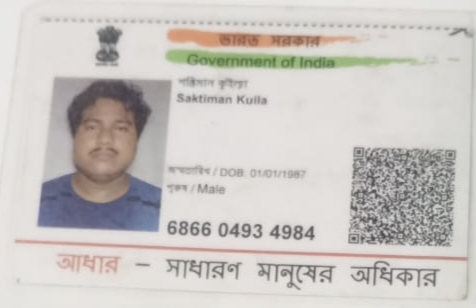 ভারত সরকার
Government of India
শক্তিমান কুইল্যা
Saktiman Kuila
জন্মতারিখ / DOB: 01/01/1987
পুরুষ / Male
6866 0493 4984
আধার – সাধারণ মানুষের অধিকার